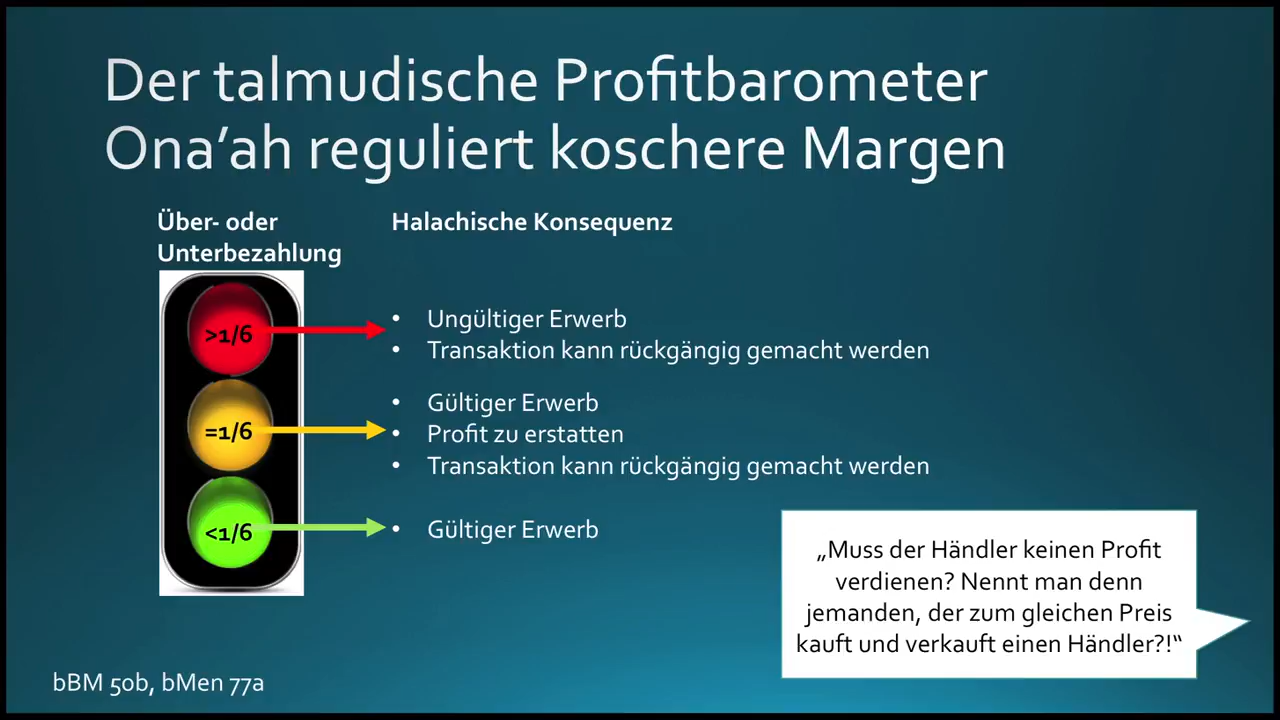 Der talmudische Profitbarometer
Ona’ah reguliert koschere Margen
Über- oder
Unterbezahlung
Halachische Konsequenz
>1/6
• Ungültiger Erwerb
• Transaktion kann rückgängig gemacht werden
=1/6
• Gültiger Erwerb
• Profit zu erstatten
• Transaktion kann rückgängig gemacht werden
<1/6
• Gültiger Erwerb
„Muss der Händler keinen Profit
verdienen? Nennt man denn
jemanden, der zum gleichen Preis
kauft und verkauft einen Händler?!“
bBM 50b, bMen 77a